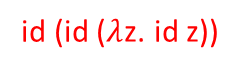 id (id (𝜆z. id z))